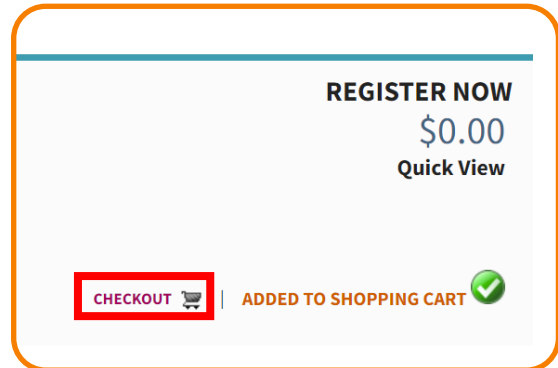 REGISTER NOW
$0.00
Quick View
CHECKOUT | ADDED TO SHOPPING CART